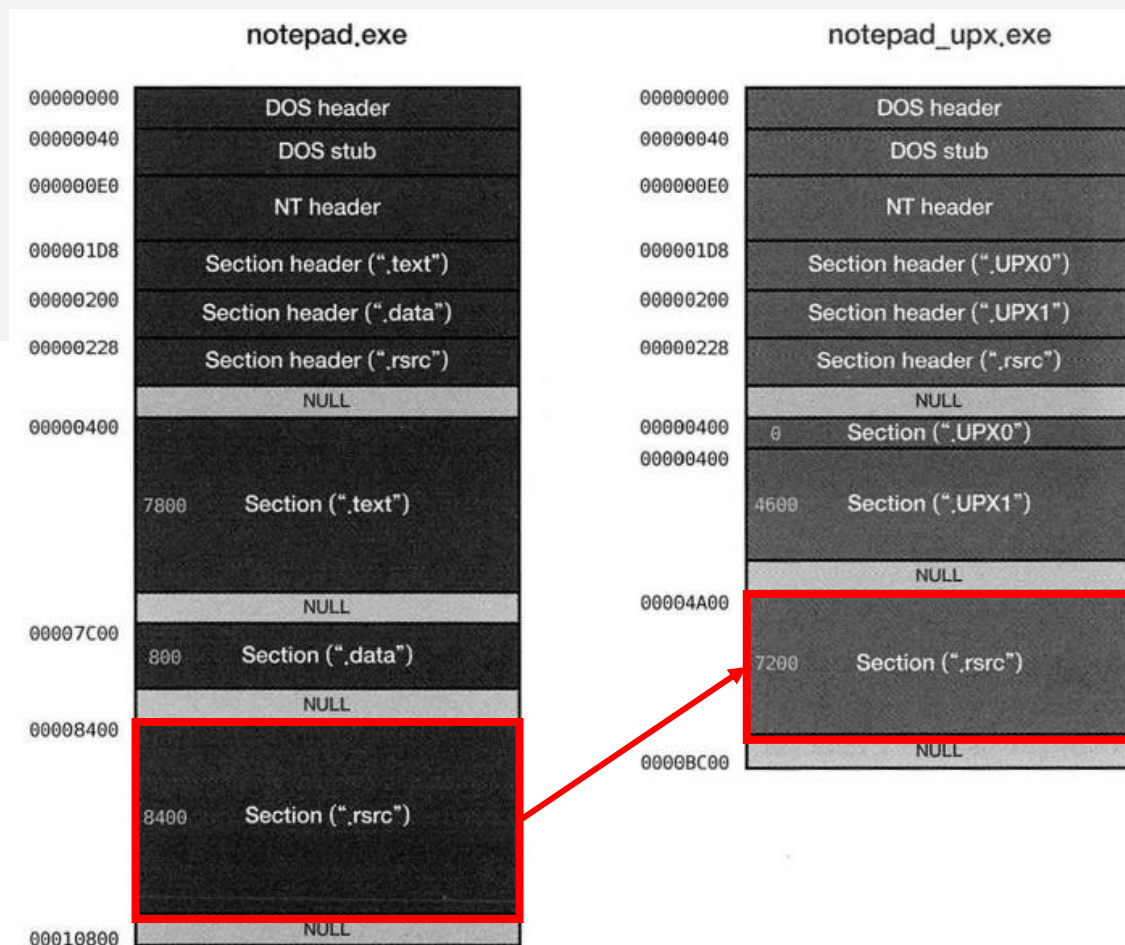 notepad.exe
00000000 DOS header
00000040 DOS stub
000000E0 NT header
000001D8 Section header (".text")
00000200 Section header (".data")
00000228 Section header (".rsrc")
NULL
00000400
7800 Section (".text")
NULL
00007C00
800 Section (".data")
NULL
00008400
8400 Section (".rsrc")
NULL
00010800
notepad_upx.exe
00000000 DOS header
00000040 DOS stub
000000E0 NT header
000001D8 Section header (".UPX0")
00000200 Section header (".UPX1")
00000228 Section header (".rsrc")
NULL
00000400 0 Section (".UPX0")
00000400
4600 Section (".UPX1")
NULL
00004A00
7200 Section (".rsrc")
NULL
0000BC00